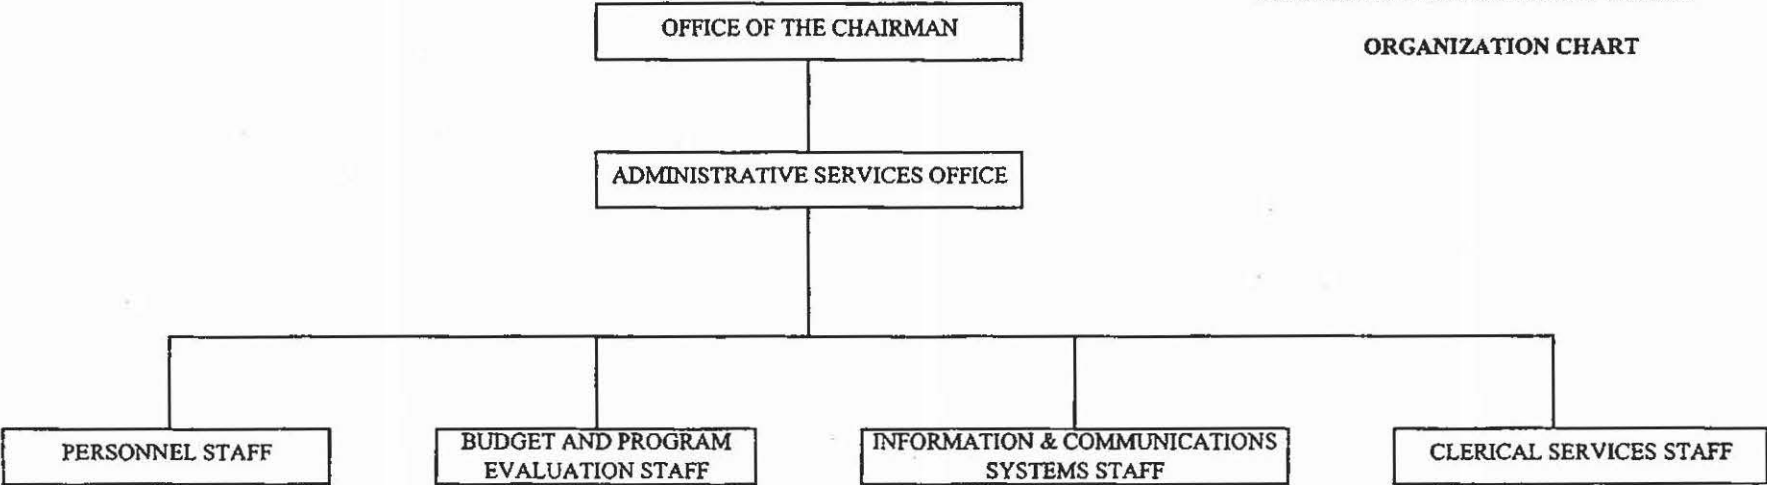 OFFICE OF THE CHAIRMAN
ORGANIZATION CHART
ADMINISTRATIVE SERVICES OFFICE
PERSONNEL STAFF
BUDGET AND PROGRAM
EVALUATION STAFF
INFORMATION & COMMUNICATIONS
SYSTEMS STAFF
CLERICAL SERVICES STAFF